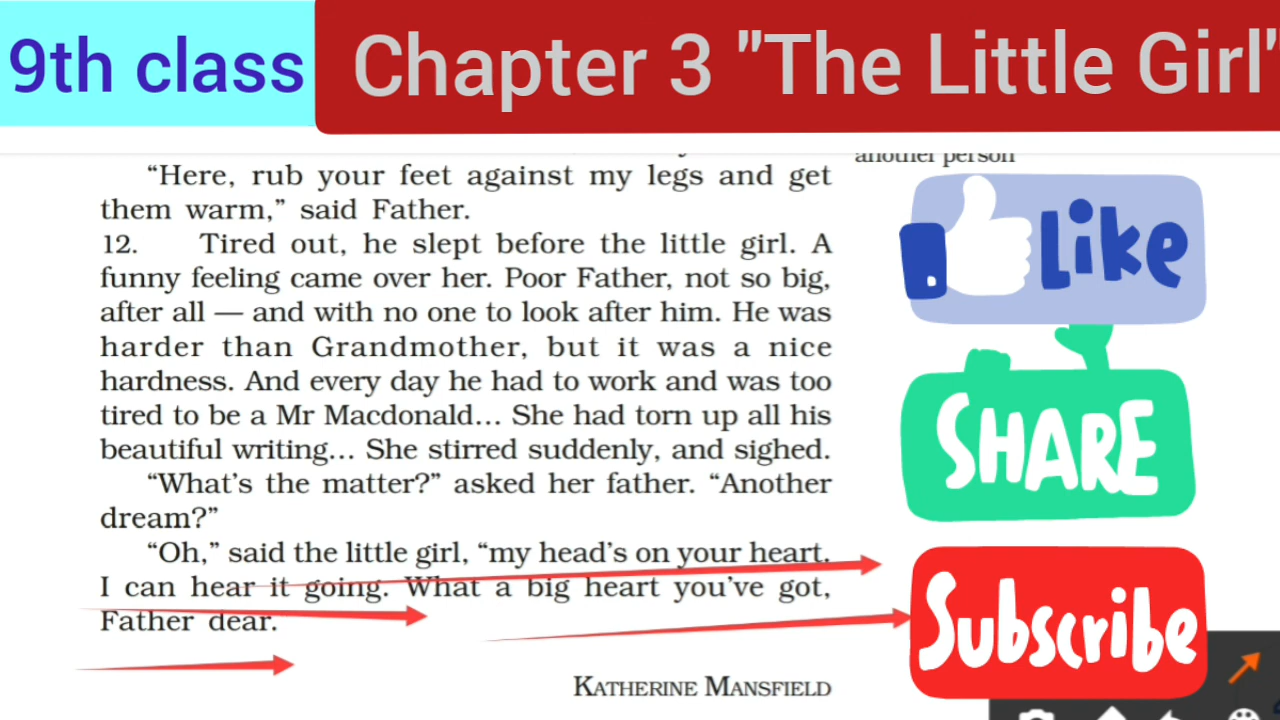 9th class
Chapter 3 "The Little Girl"
another person
“Here, rub your feet against my legs and get
them warm,” said Father.
12. Tired out, he slept before the little girl. A
funny feeling came over her. Poor Father, not so big,
after all — and with no one to look after him. He was
harder than Grandmother, but it was a nice
hardness. And every day he had to work and was too
tired to be a Mr Macdonald... She had torn up all his
beautiful writing... She stirred suddenly, and sighed.
“What’s the matter?” asked her father. “Another
dream?”
“Oh,” said the little girl, “my head’s on your heart.
I can hear it going. What a big heart you’ve got,
Father dear.
KATHERINE MANSFIELD
Like
SHARE
Subscribe